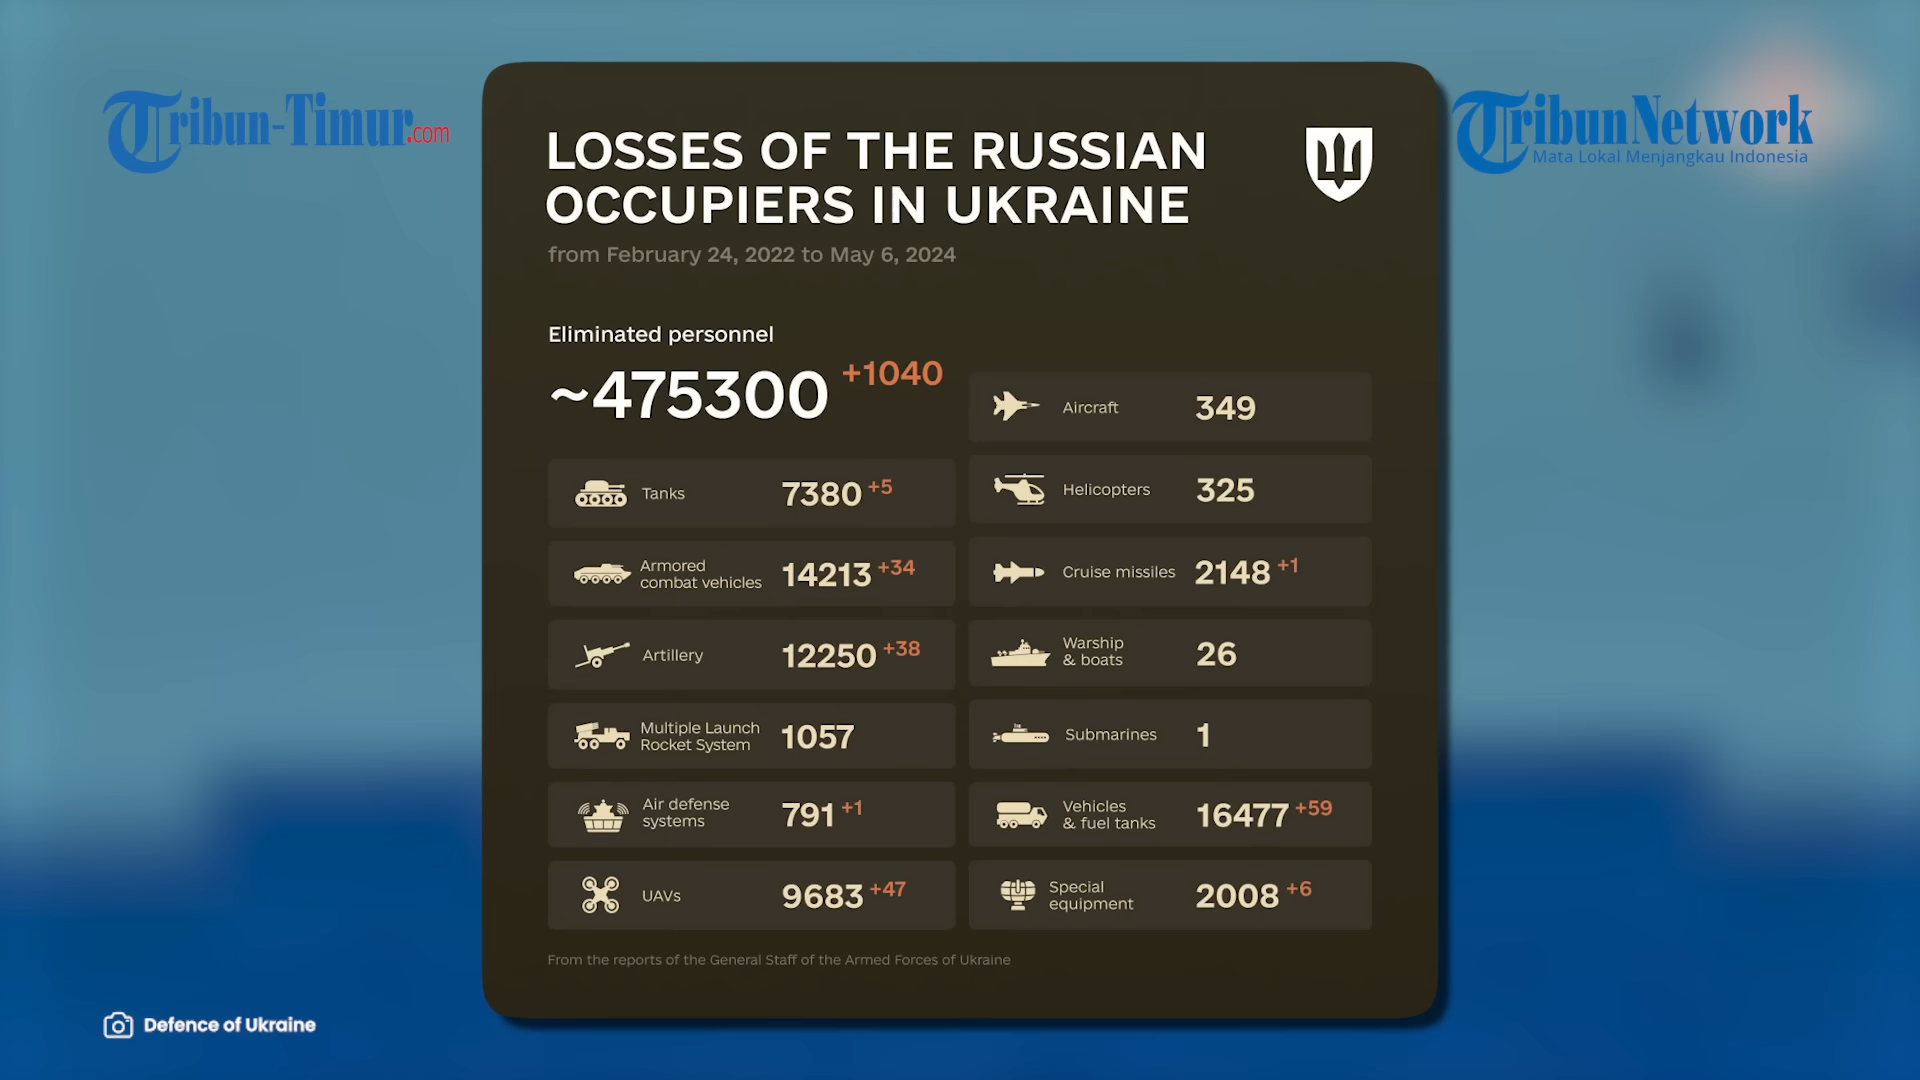 Tribun-Timur.com
TribunNetwork
Mata Lokal Menjangkau Indonesia
LOSSES OF THE RUSSIAN
OCCUPIERS IN UKRAINE
from February 24, 2022 to May 6, 2024
Eliminated personnel
~475300 +1040
Tanks 7380 +5
Armored
combat vehicles 14213 +34
Artillery 12250 +38
Multiple Launch
Rocket System 1057
Air defense
systems 791 +1
UAVs 9683 +47
Aircraft 349
Helicopters 325
Cruise missiles 2148 +1
Warship
& boats 26
Submarines 1
Vehicles
& fuel tanks 16477 +59
Special
equipment 2008 +6
From the reports of the General Staff of the Armed Forces of Ukraine
Defence of Ukraine